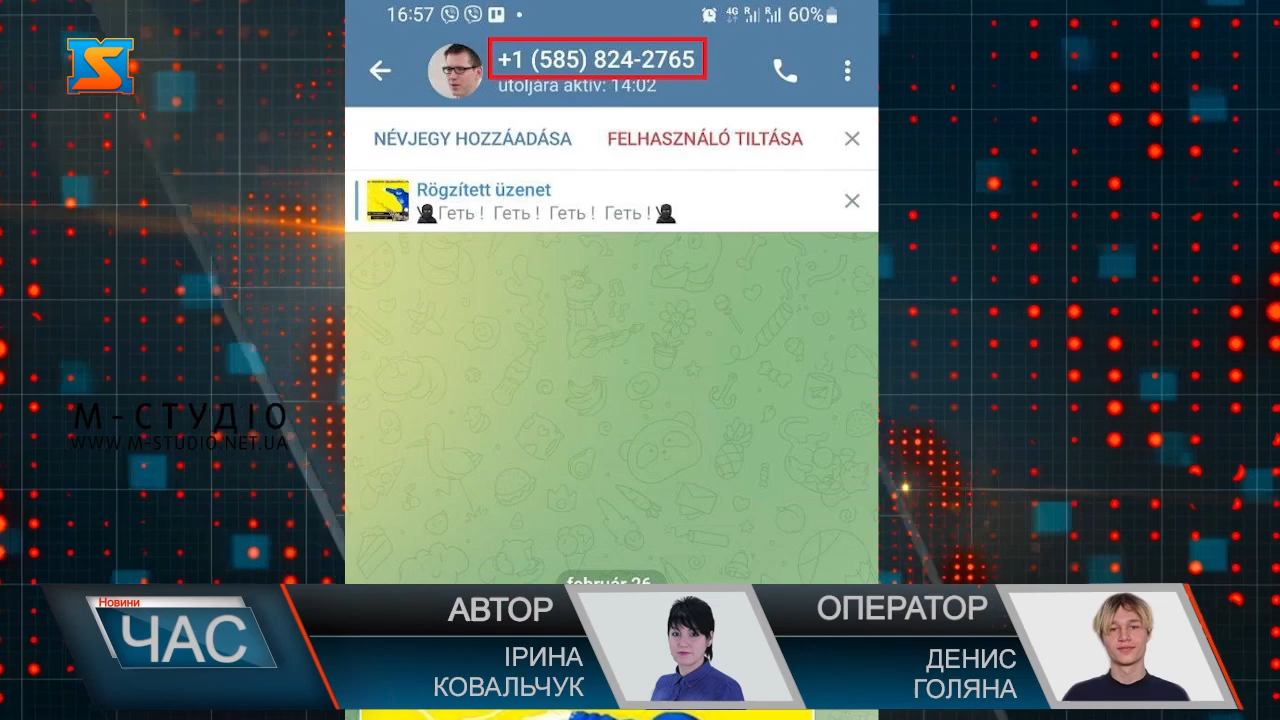 16:57
4G R R 60%
+1 (585) 824-2765
utoljára aktív: 14:02
NÉVJEGY HOZZÁADÁSA
FELHASZNÁLÓ TILTÁSA
Rögzített üzenet
Геть ! Геть ! Геть ! Геть !
М-СТУДІО
WWW.M-STUDIO.NET.UA
február 26
Новини
ЧАС
АВТОР
ІРИНА
КОВАЛЬЧУК
ОПЕРАТОР
ДЕНИС
ГОЛЯНА